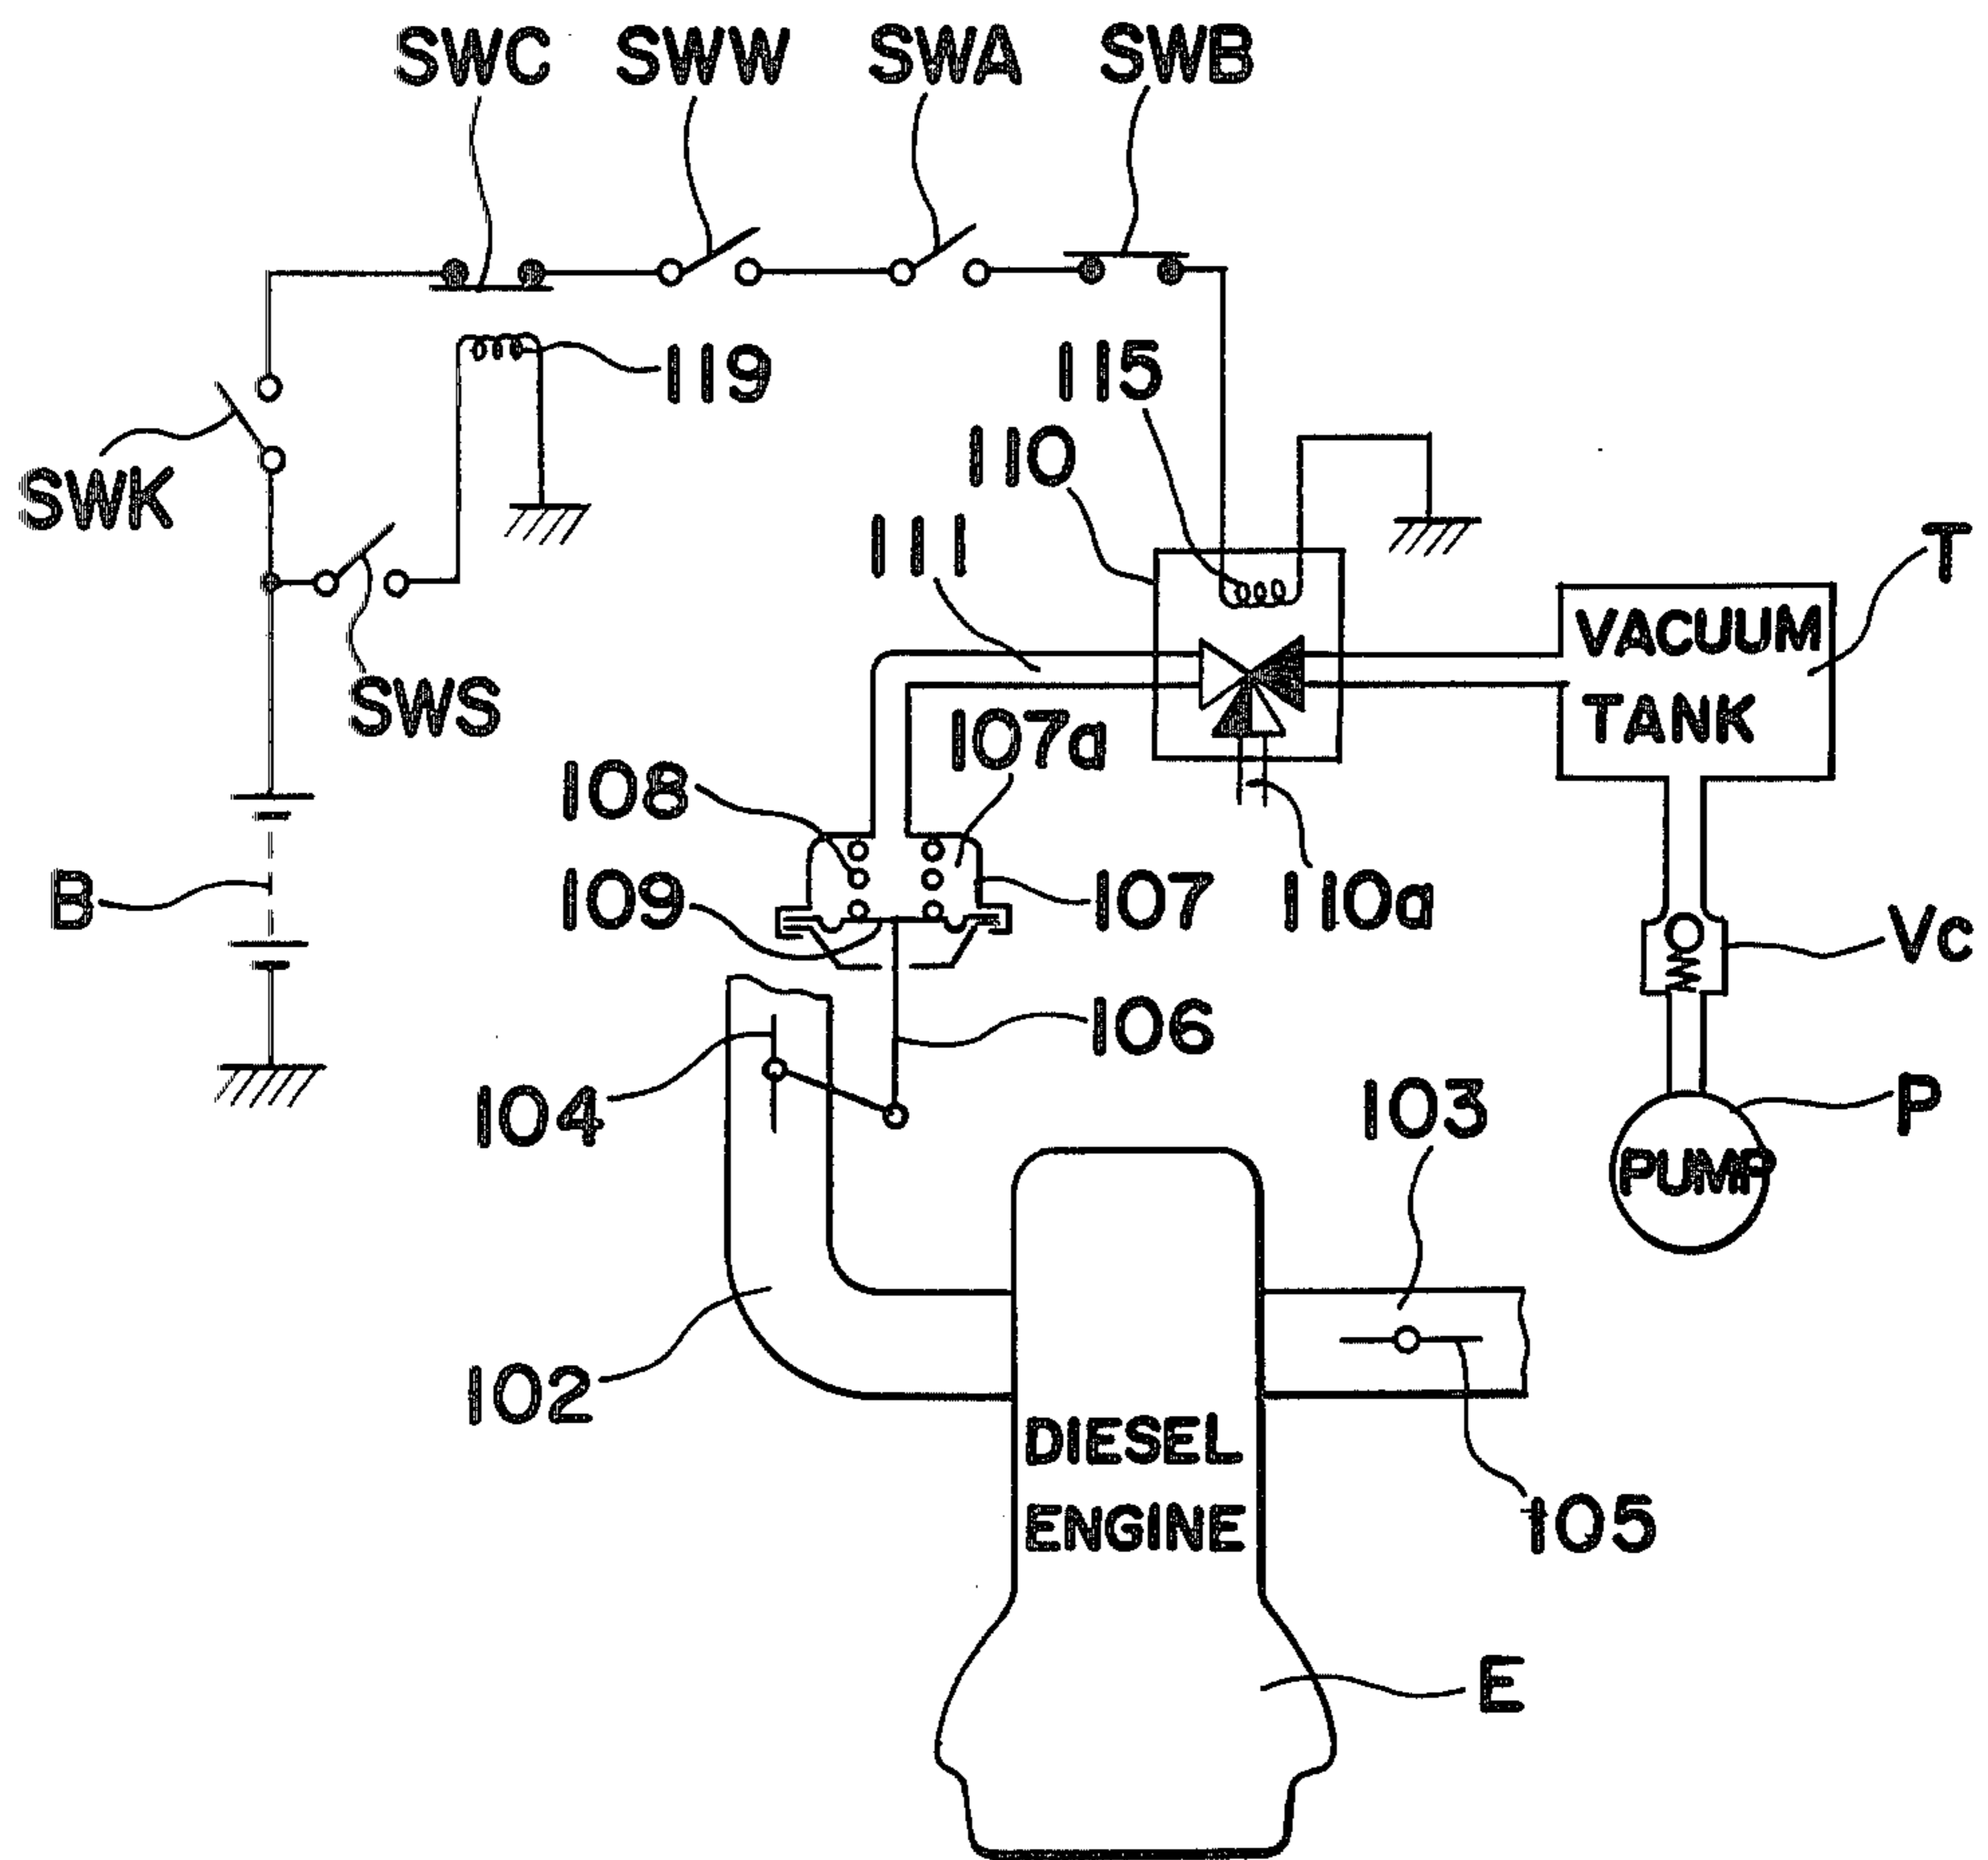 SWC SWW SWA SWB
119
115
110
SWK
111
T
VACUUM
TANK
SWS
107a
108
B
109
107
110a
Vc
106
104
103
P
PUMP
102
DIESEL
ENGINE
105
E